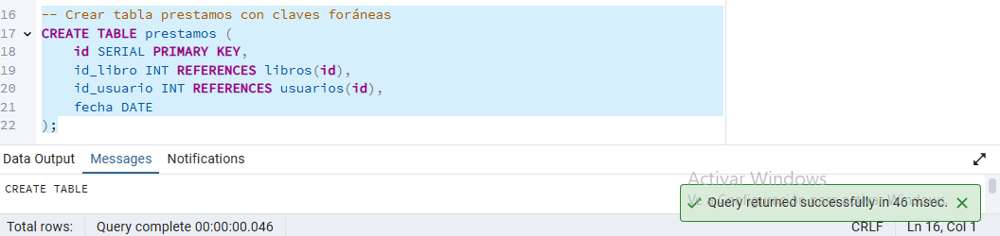 16 -- Crear tabla prestamos con claves foráneas
17 CREATE TABLE prestamos (
18 id SERIAL PRIMARY KEY,
19 id_libro INT REFERENCES libros(id),
20 id_usuario INT REFERENCES usuarios(id),
21 fecha DATE
22 );
Data Output Messages Notifications
CREATE TABLE
Activar Windows
Query returned successfully in 46 msec.
Total rows: Query complete 00:00:00.046 CRLF Ln 16, Col 1